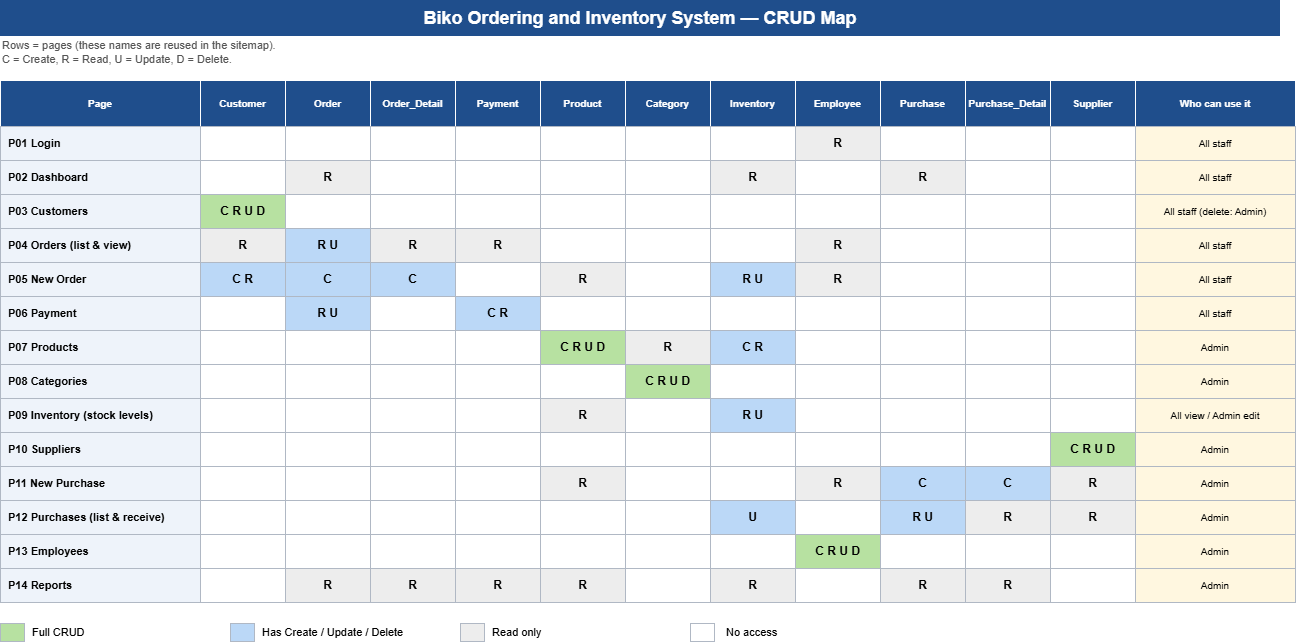 Biko Ordering and Inventory System — CRUD Map
Rows = pages (these names are reused in the sitemap).
C = Create, R = Read, U = Update, D = Delete.
Page Customer Order Order_Detail Payment Product Category Inventory Employee Purchase Purchase_Detail Supplier Who can use it
P01 Login R All staff
P02 Dashboard R R R All staff
P03 Customers C R U D All staff (delete: Admin)
P04 Orders (list & view) R R U R R R All staff
P05 New Order C R C C R R U R All staff
P06 Payment R U C R All staff
P07 Products C R U D R C R Admin
P08 Categories C R U D Admin
P09 Inventory (stock levels) R R U All view / Admin edit
P10 Suppliers C R U D Admin
P11 New Purchase R R C C R Admin
P12 Purchases (list & receive) U R U R R Admin
P13 Employees C R U D Admin
P14 Reports R R R R R R R Admin
Full CRUD Has Create / Update / Delete Read only No access